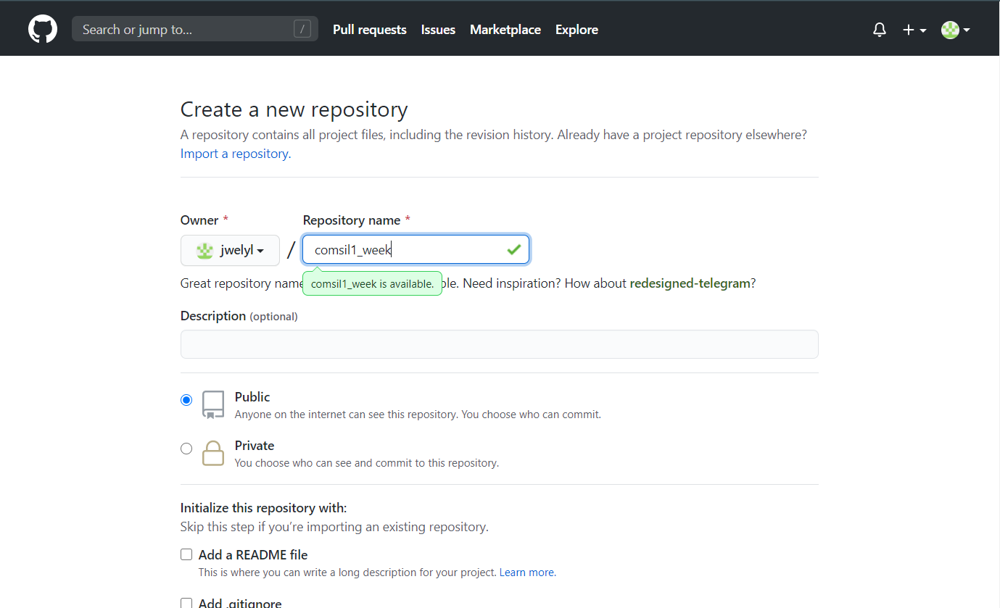 Search or jump to... /
Pull requests Issues Marketplace Explore
Create a new repository
A repository contains all project files, including the revision history. Already have a project repository elsewhere?
Import a repository.
Owner * Repository name *
jwelyl / comsil1_week
comsil1_week is available.
Great repository name ble. Need inspiration? How about redesigned-telegram?
Description (optional)
Public
Anyone on the internet can see this repository. You choose who can commit.
Private
You choose who can see and commit to this repository.
Initialize this repository with:
Skip this step if you’re importing an existing repository.
Add a README file
This is where you can write a long description for your project. Learn more.
Add .gitignore